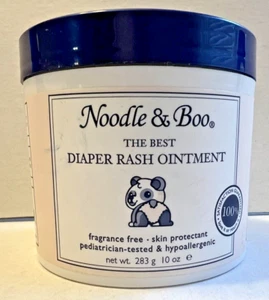 Noodle & Boo®
THE BEST
DIAPER RASH OINTMENT
100%
fragrance free - skin protectant
pediatrician-tested & hypoallergenic
net wt. 283 g 10 oz e